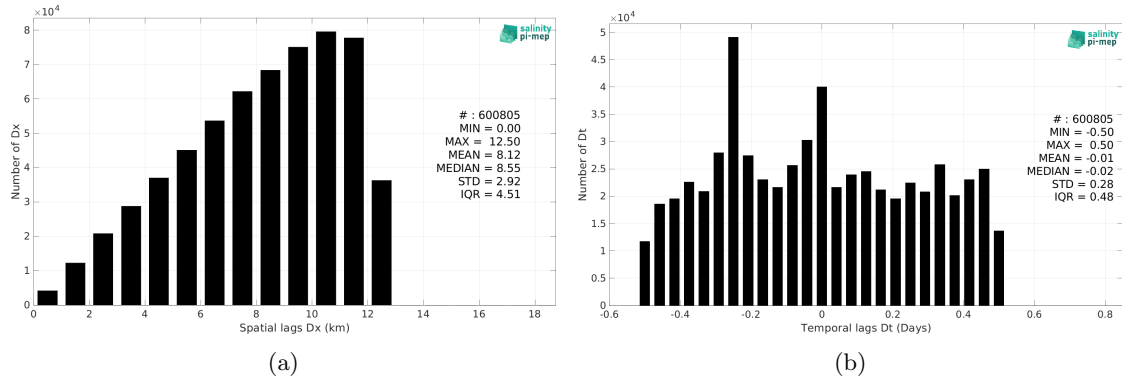 ×10⁴
8
7
6
5
4
3
2
1
0
Number of Dx
0 2 4 6 8 10 12 14 16 18
Spatial lags Dx (km)
salinity
pi-mep
# : 600805
MIN = 0.00
MAX = 12.50
MEAN = 8.12
MEDIAN = 8.55
STD = 2.92
IQR = 4.51
(a)
×10⁴
5
4.5
4
3.5
3
2.5
2
1.5
1
0.5
0
Number of Dt
-0.6 -0.4 -0.2 0 0.2 0.4 0.6 0.8
Temporal lags Dt (Days)
salinity
pi-mep
# : 600805
MIN = -0.50
MAX = 0.50
MEAN = -0.01
MEDIAN = -0.02
STD = 0.28
IQR = 0.48
(b)